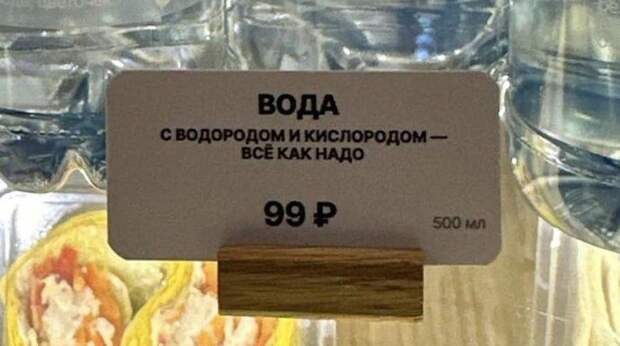 ВОДА
С ВОДОРОДОМ И КИСЛОРОДОМ —
ВСЁ КАК НАДО
99 ₽
500 мл